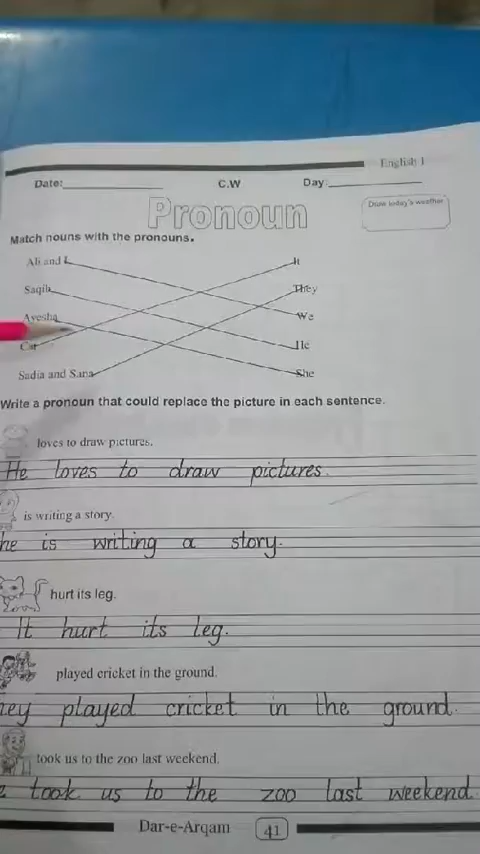 English 1
Date: C.W Day:
Pronoun
Draw today's weather
Match nouns with the pronouns.
Ali and I It
Saqib They
Ayesha We
Cat He
Sadia and Sana She
Write a pronoun that could replace the picture in each sentence.
loves to draw pictures.
He loves to draw pictures.
is writing a story.
he is writing a story.
hurt its leg.
It hurt its leg.
played cricket in the ground.
hey played cricket in the ground.
took us to the zoo last weekend.
took us to the zoo last weekend
Dar-e-Arqam 41